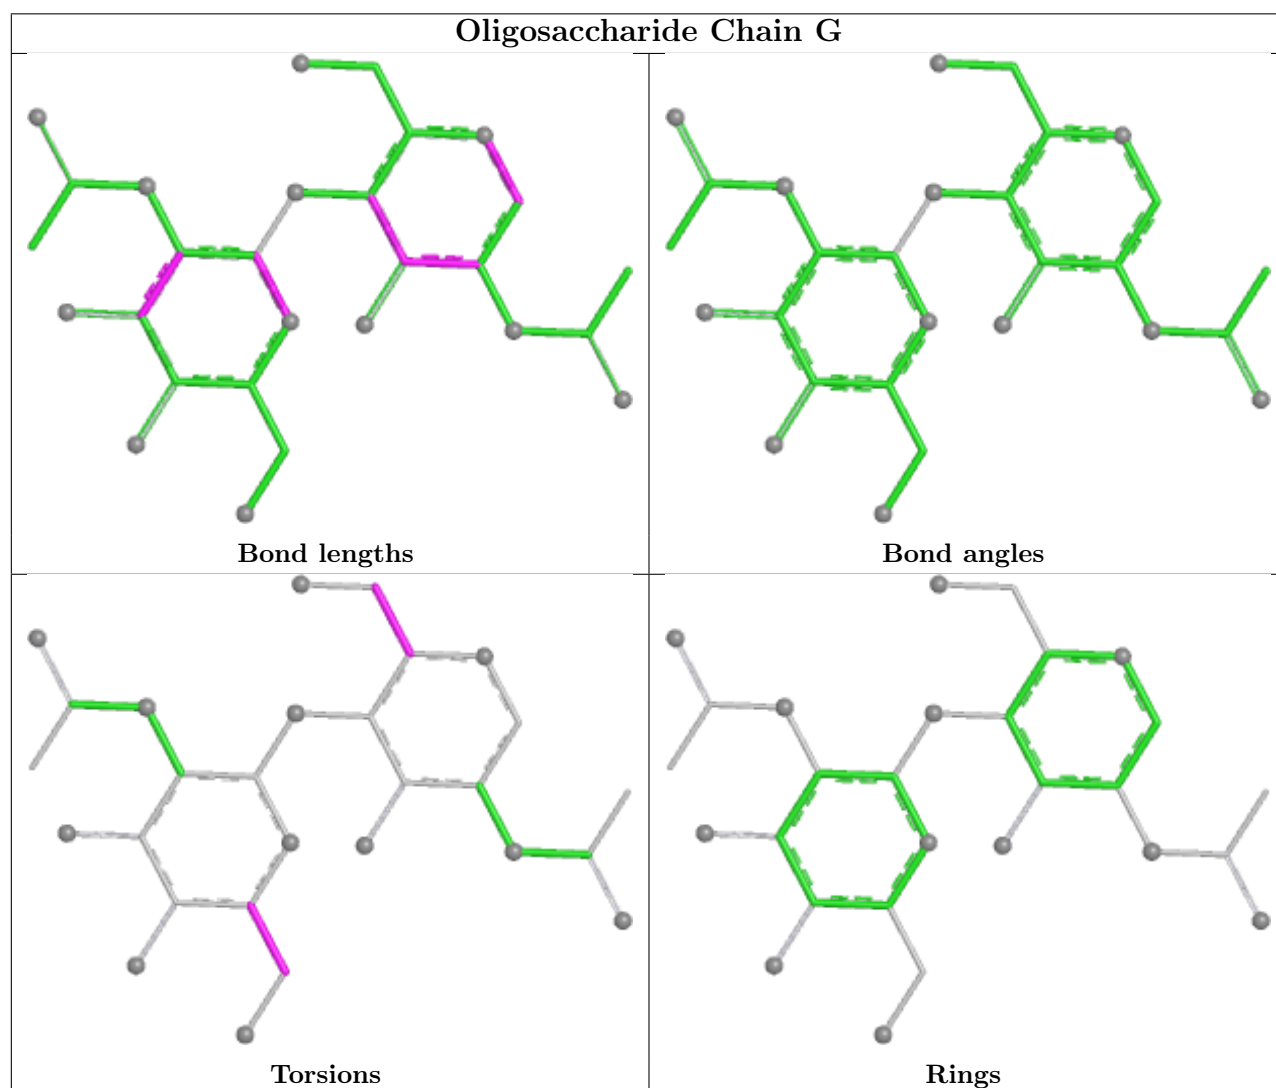 Oligosaccharide Chain G
Bond lengths
Bond angles
Torsions
Rings